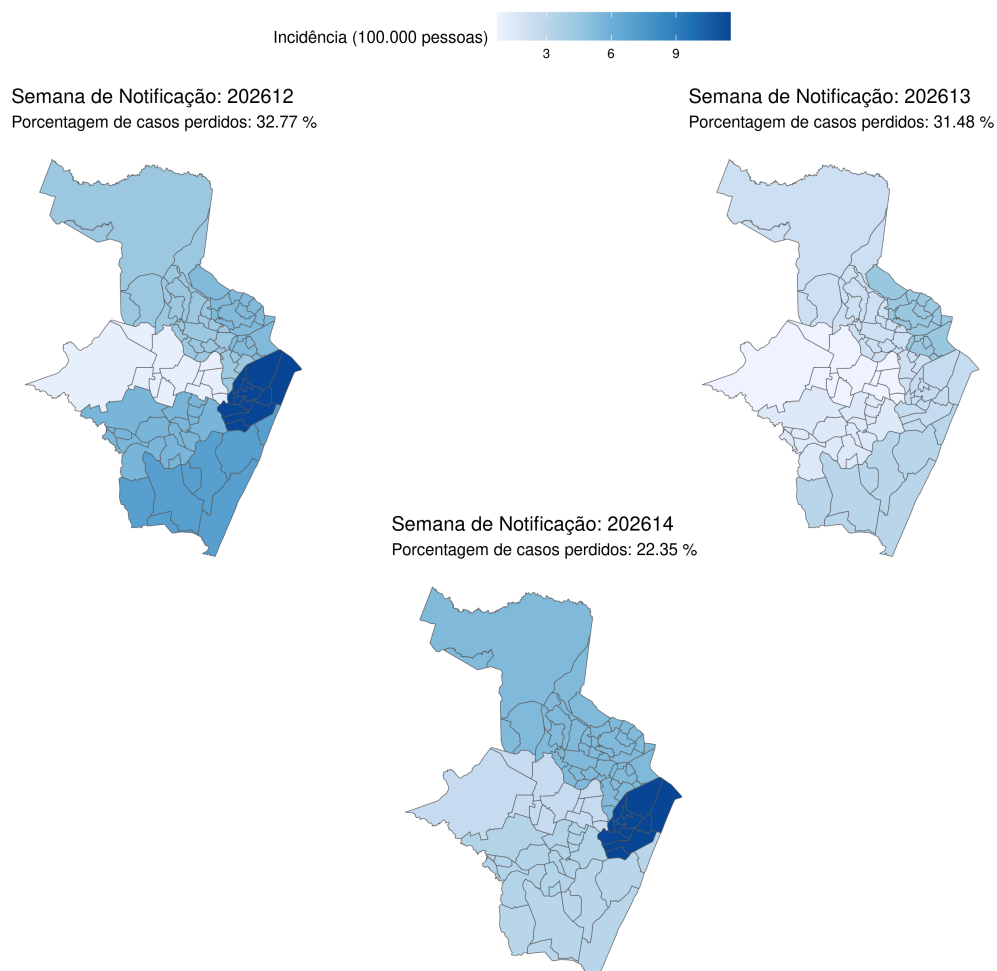 Incidência (100.000 pessoas)
3 6 9
Semana de Notificação: 202612
Porcentagem de casos perdidos: 32.77 %
Semana de Notificação: 202613
Porcentagem de casos perdidos: 31.48 %
Semana de Notificação: 202614
Porcentagem de casos perdidos: 22.35 %